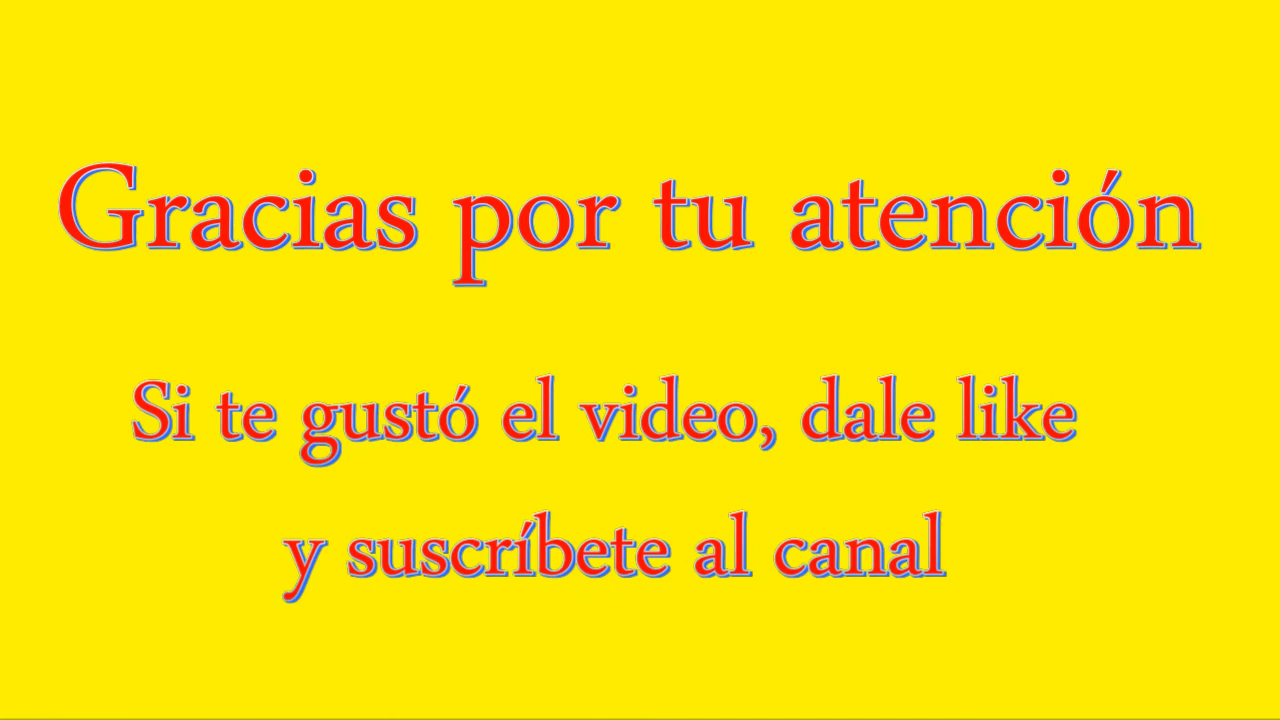 Gracias por tu atención
Si te gustó el video, dale like
y suscríbete al canal